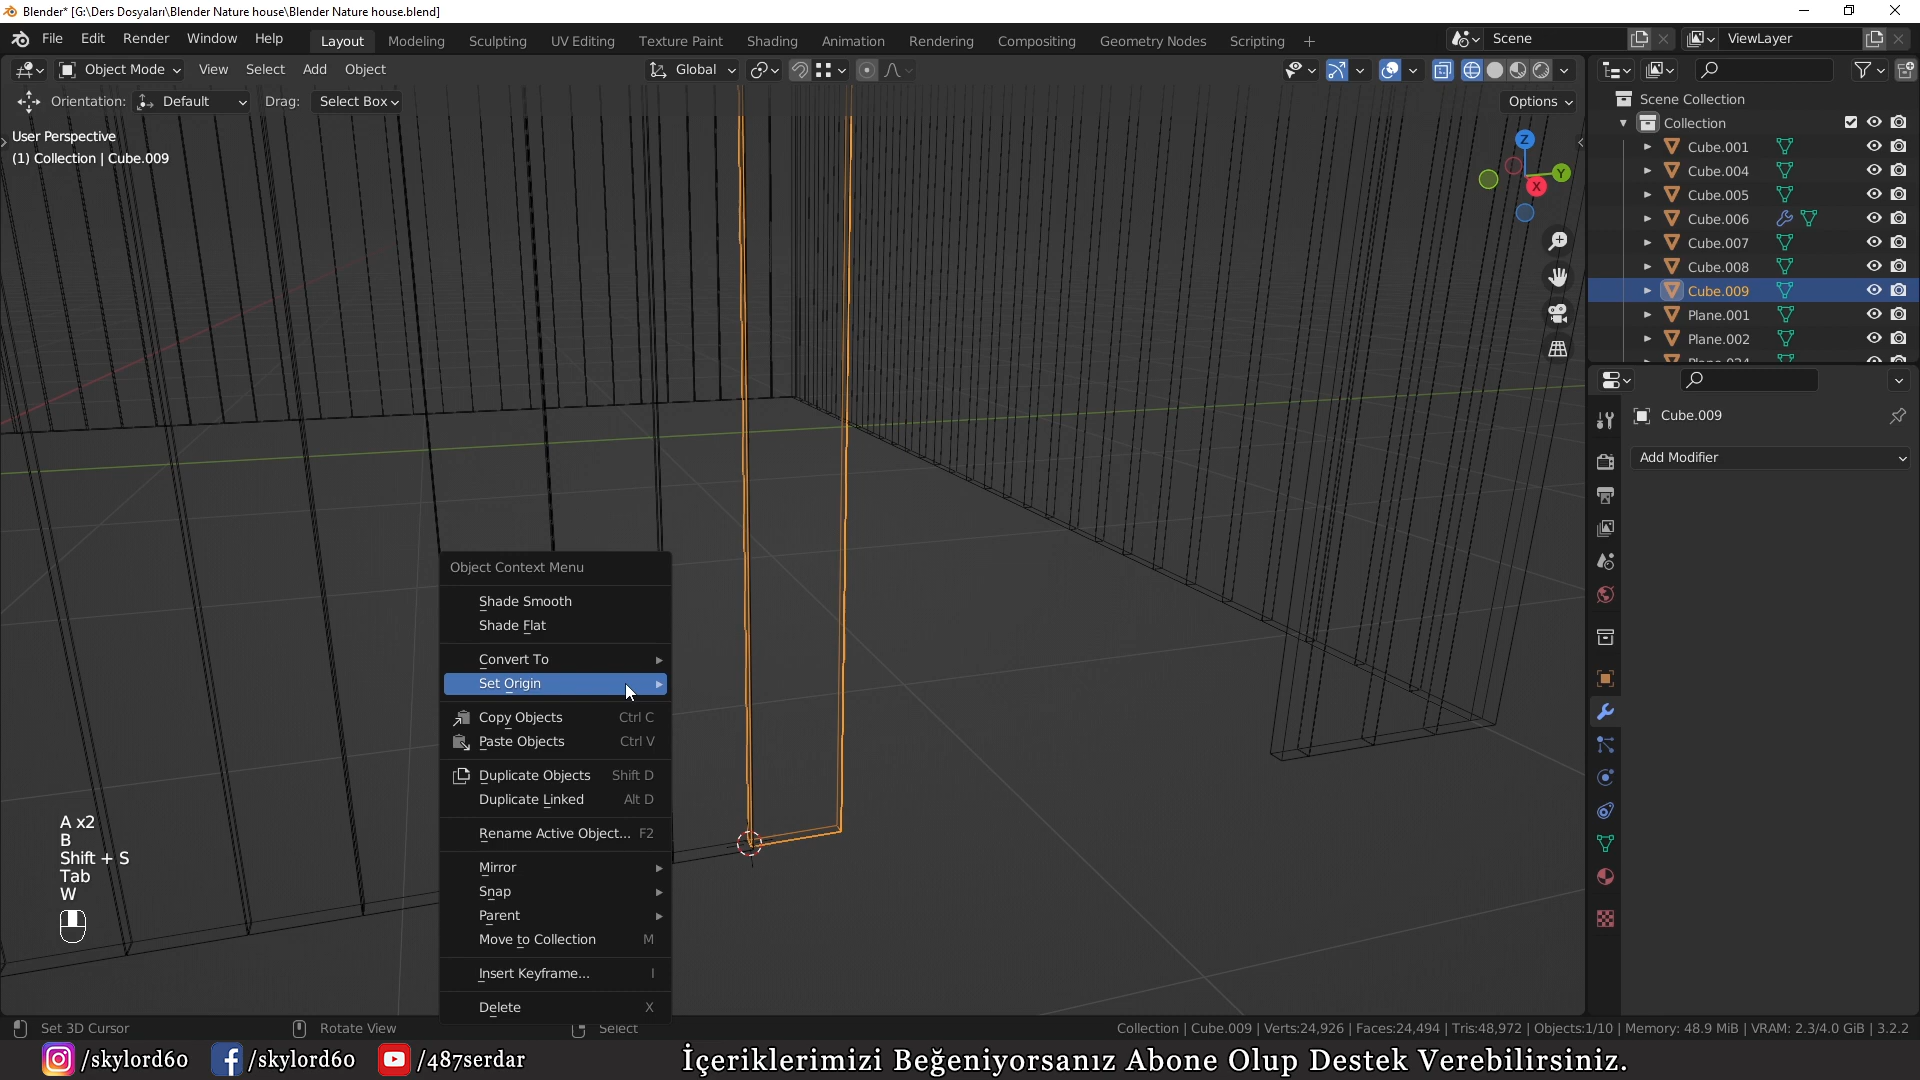 Blender* [G:\Ders Dosyaları\Blender Nature house\Blender Nature house.blend]
File Edit Render Window Help
Layout Modeling Sculpting UV Editing Texture Paint Shading Animation Rendering Compositing Geometry Nodes Scripting +
Scene
ViewLayer
Object Mode View Select Add Object
Global
Orientation: Default Drag: Select Box
Options
User Perspective
(1) Collection | Cube.009
Z
Y
X
Scene Collection
Collection
Cube.001
Cube.004
Cube.005
Cube.006
Cube.007
Cube.008
Cube.009
Plane.001
Plane.002
Cube.009
Add Modifier
Object Context Menu
Shade Smooth
Shade Flat
Convert To
Set Origin
Copy Objects Ctrl C
Paste Objects Ctrl V
Duplicate Objects Shift D
Duplicate Linked Alt D
Rename Active Object... F2
Mirror
Snap
Parent
Move to Collection M
Insert Keyframe... I
Delete X
A x2
B
Shift + S
Tab
W
Set 3D Cursor
Rotate View
Select
Collection | Cube.009 | Verts:24,926 | Faces:24,494 | Tris:48,972 | Objects:1/10 | Memory: 48.9 MiB | VRAM: 2.3/4.0 GiB | 3.2.2
/skylord60 /skylord60 /487serdar
İçeriklerimizi Beğeniyorsanız Abone Olup Destek Verebilirsiniz.